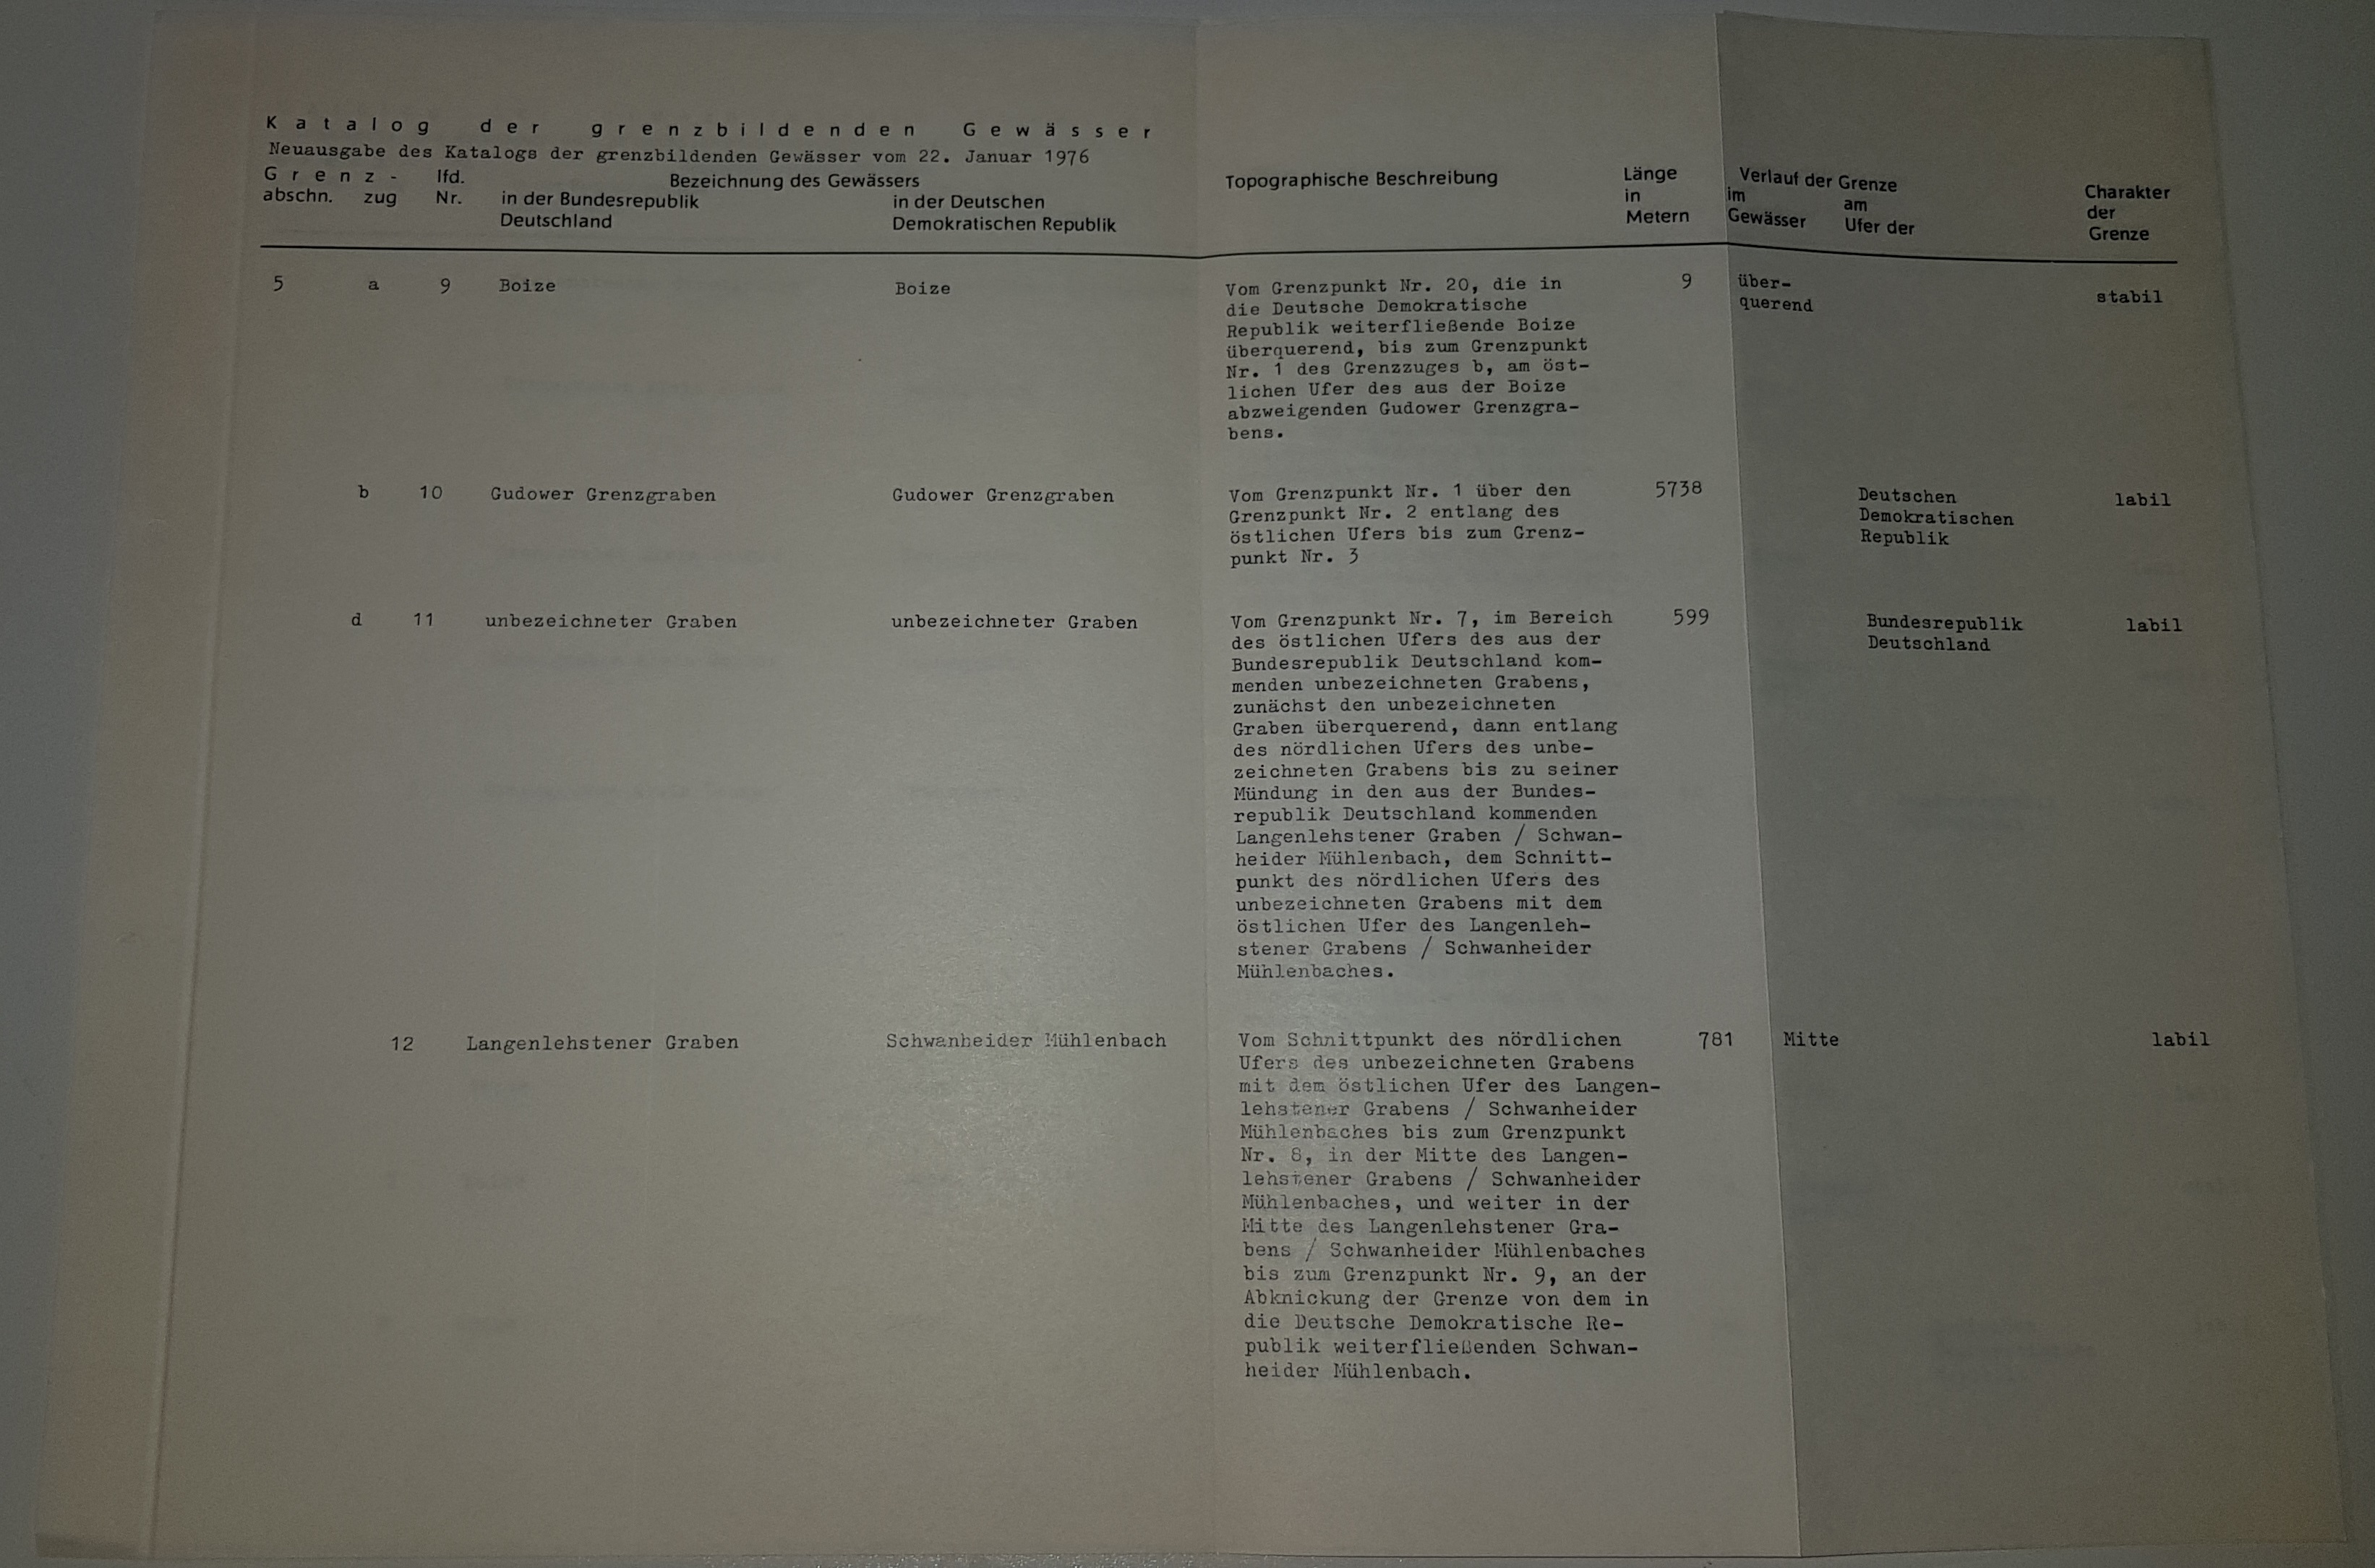 Katalog der grenzbildenden Gewässer
Neuausgabe des Katalogs der grenzbildenden Gewässer vom 22. Januar 1976
Grenz- lfd. Bezeichnung des Gewässers Topographische Beschreibung Länge Verlauf der Grenze Charakter
abschn. zug Nr. in der Bundesrepublik in der Deutschen in im am der
Deutschland Demokratischen Republik Metern Gewässer Ufer der Grenze
5 a 9 Boize Boize Vom Grenzpunkt Nr. 20, die in 9 über- stabil
die Deutsche Demokratische querend
Republik weiterfließende Boize
überquerend, bis zum Grenzpunkt
Nr. 1 des Grenzzuges b, am öst-
lichen Ufer des aus der Boize
abzweigenden Gudower Grenzgra-
bens.
b 10 Gudower Grenzgraben Gudower Grenzgraben Vom Grenzpunkt Nr. 1 über den 5738 Deutschen labil
Grenzpunkt Nr. 2 entlang des Demokratischen
östlichen Ufers bis zum Grenz- Republik
punkt Nr. 3
d 11 unbezeichneter Graben unbezeichneter Graben Vom Grenzpunkt Nr. 7, im Bereich 599 Bundesrepublik labil
des östlichen Ufers des aus der Deutschland
Bundesrepublik Deutschland kom-
menden unbezeichneten Grabens,
zunächst den unbezeichneten
Graben überquerend, dann entlang
des nördlichen Ufers des unbe-
zeichneten Grabens bis zu seiner
Mündung in den aus der Bundes-
republik Deutschland kommenden
Langenlehstener Graben / Schwan-
heider Mühlenbach, dem Schnitt-
punkt des nördlichen Ufers des
unbezeichneten Grabens mit dem
östlichen Ufer des Langenleh-
stener Grabens / Schwanheider
Mühlenbaches.
12 Langenlehstener Graben Schwanheider Mühlenbach Vom Schnittpunkt des nördlichen 781 Mitte labil
Ufers des unbezeichneten Grabens
mit dem östlichen Ufer des Langen-
lehstener Grabens / Schwanheider
Mühlenbaches bis zum Grenzpunkt
Nr. 8, in der Mitte des Langen-
lehstener Grabens / Schwanheider
Mühlenbaches, und weiter in der
Mitte des Langenlehstener Gra-
bens / Schwanheider Mühlenbaches
bis zum Grenzpunkt Nr. 9, an der
Abknickung der Grenze von dem in
die Deutsche Demokratische Re-
publik weiterfließenden Schwan-
heider Mühlenbach.